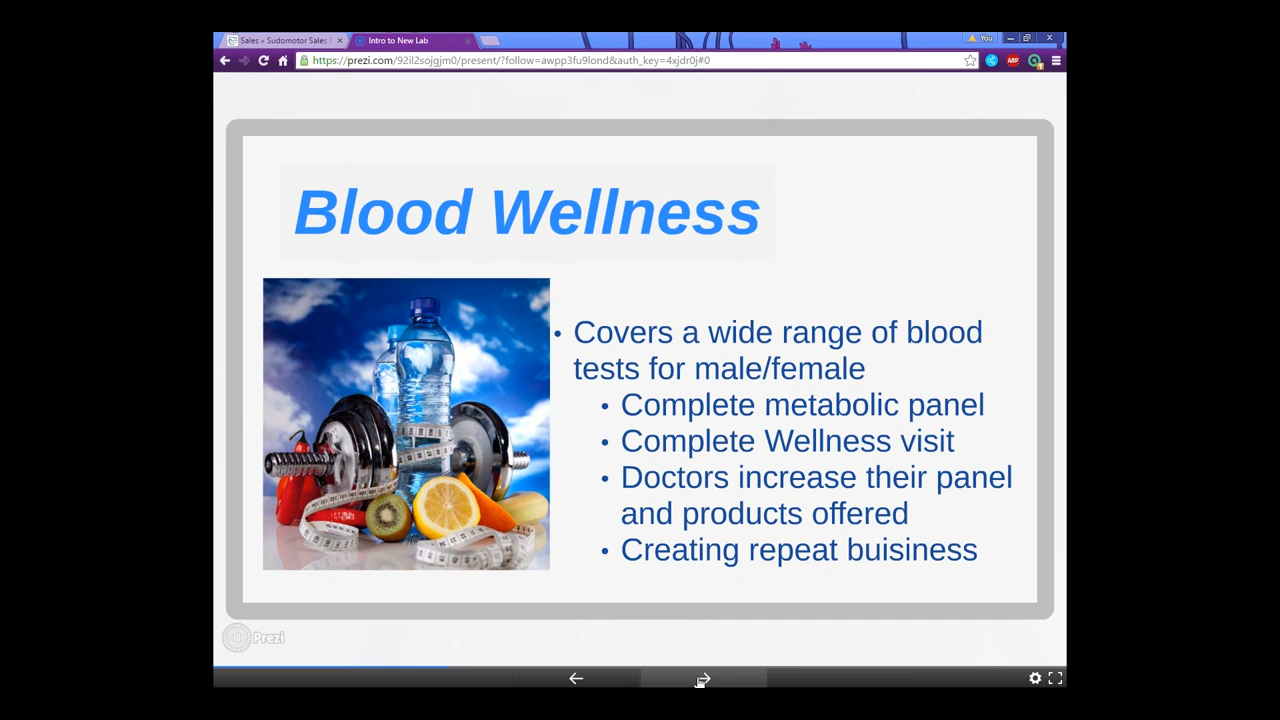 Sales » Sudomotor Sales
Intro to New Lab
You
https://prezi.com/92il2sojgjm0/present/?follow=awpp3fu9lond&auth_key=4xjdr0j#0
ABP
Blood Wellness
• Covers a wide range of blood
tests for male/female
• Complete metabolic panel
• Complete Wellness visit
• Doctors increase their panel
and products offered
• Creating repeat buisiness
Prezi